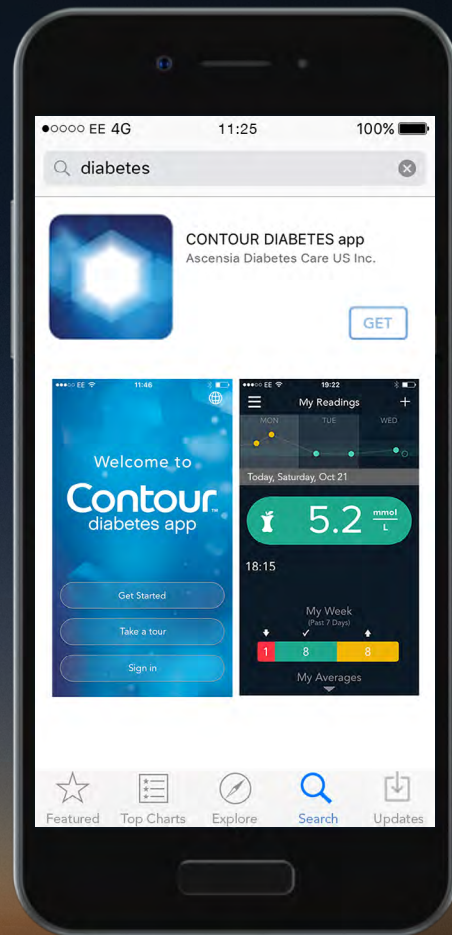 EE 4G 11:25 100%
diabetes
CONTOUR DIABETES app
Ascensia Diabetes Care US Inc.
GET
EE 11:46
Welcome to
Contour™
diabetes app
Get Started
Take a tour
Sign in
EE 19:22
My Readings +
MON TUE WED
Today, Saturday, Oct 21
5.2 mmol
L
18:15
My Week
(Past 7 Days)
1 8 8
My Averages
Featured Top Charts Explore Search Updates